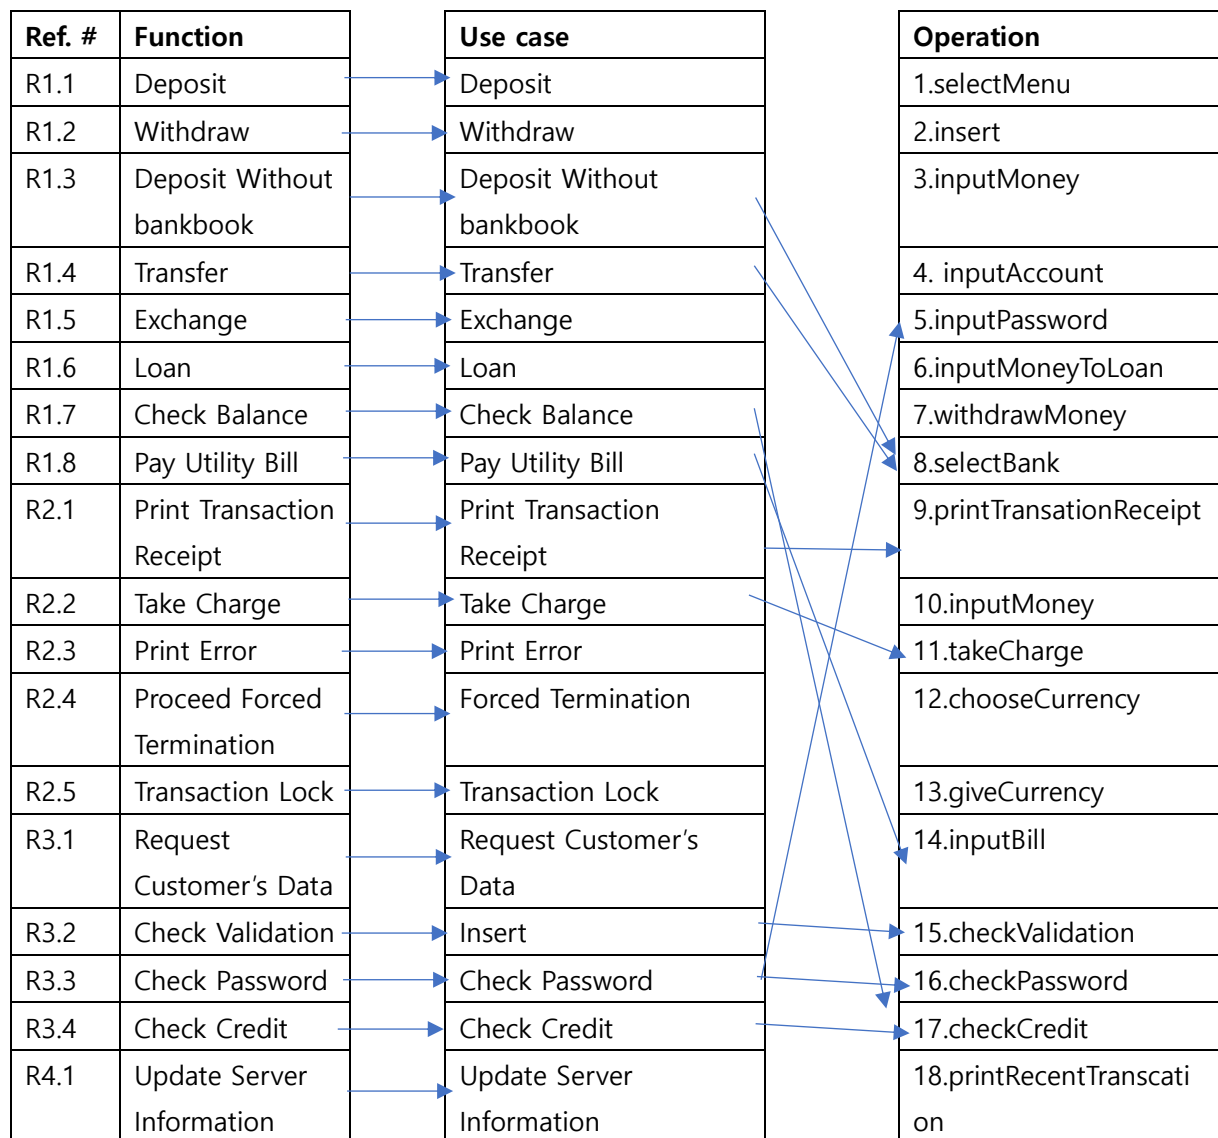 Ref. # Function Use case Operation
R1.1 Deposit Deposit 1.selectMenu
R1.2 Withdraw Withdraw 2.insert
R1.3 Deposit Without Deposit Without 3.inputMoney
bankbook bankbook
R1.4 Transfer Transfer 4. inputAccount
R1.5 Exchange Exchange 5.inputPassword
R1.6 Loan Loan 6.inputMoneyToLoan
R1.7 Check Balance Check Balance 7.withdrawMoney
R1.8 Pay Utility Bill Pay Utility Bill 8.selectBank
R2.1 Print Transaction Print Transaction 9.printTransationReceipt
Receipt Receipt
R2.2 Take Charge Take Charge 10.inputMoney
R2.3 Print Error Print Error 11.takeCharge
R2.4 Proceed Forced Forced Termination 12.chooseCurrency
Termination
R2.5 Transaction Lock Transaction Lock 13.giveCurrency
R3.1 Request Request Customer’s 14.inputBill
Customer’s Data Data
R3.2 Check Validation Insert 15.checkValidation
R3.3 Check Password Check Password 16.checkPassword
R3.4 Check Credit Check Credit 17.checkCredit
R4.1 Update Server Update Server 18.printRecentTranscati
Information Information on